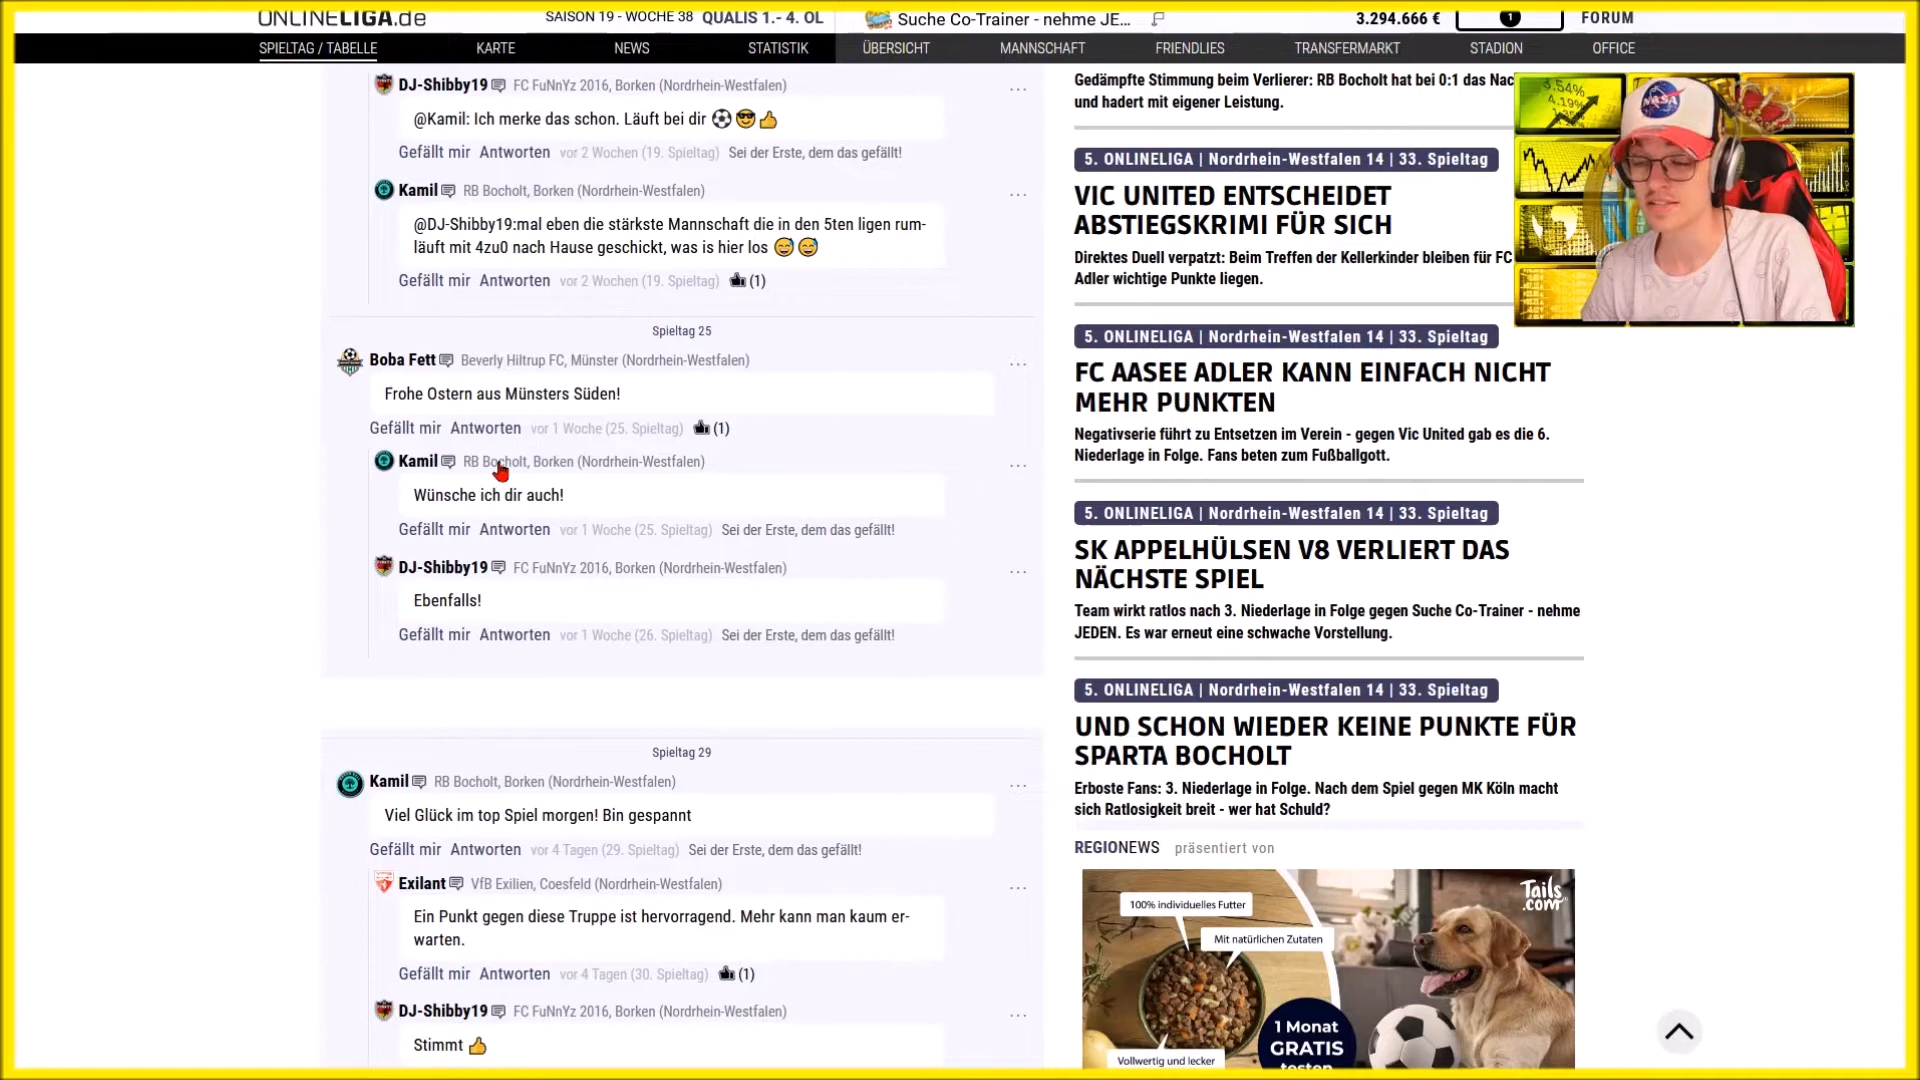 ONLINELIGA.de
SAISON 19 - WOCHE 38 QUALIS 1.- 4. OL
Suche Co-Trainer - nehme JE...
3.294.666 €
1
FORUM
SPIELTAG / TABELLE KARTE NEWS STATISTIK ÜBERSICHT MANNSCHAFT FRIENDLIES TRANSFERMARKT STADION OFFICE
DJ-Shibby19 FC FuNnYz 2016, Borken (Nordrhein-Westfalen)
...
@Kamil: Ich merke das schon. Läuft bei dir ⚽😎👍
Gefällt mir Antworten vor 2 Wochen (19. Spieltag) Sei der Erste, dem das gefällt!
Kamil RB Bocholt, Borken (Nordrhein-Westfalen)
...
@DJ-Shibby19:mal eben die stärkste Mannschaft die in den 5ten ligen rum-
läuft mit 4zu0 nach Hause geschickt, was is hier los 😅 😅
Gefällt mir Antworten vor 2 Wochen (19. Spieltag) (1)
Spieltag 25
Boba Fett Beverly Hiltrup FC, Münster (Nordrhein-Westfalen)
...
Frohe Ostern aus Münsters Süden!
Gefällt mir Antworten vor 1 Woche (25. Spieltag) (1)
Kamil RB Bocholt, Borken (Nordrhein-Westfalen)
...
Wünsche ich dir auch!
Gefällt mir Antworten vor 1 Woche (25. Spieltag) Sei der Erste, dem das gefällt!
DJ-Shibby19 FC FuNnYz 2016, Borken (Nordrhein-Westfalen)
...
Ebenfalls!
Gefällt mir Antworten vor 1 Woche (26. Spieltag) Sei der Erste, dem das gefällt!
Spieltag 29
Kamil RB Bocholt, Borken (Nordrhein-Westfalen)
...
Viel Glück im top Spiel morgen! Bin gespannt
Gefällt mir Antworten vor 4 Tagen (29. Spieltag) Sei der Erste, dem das gefällt!
Exilant VfB Exilien, Coesfeld (Nordrhein-Westfalen)
...
Ein Punkt gegen diese Truppe ist hervorragend. Mehr kann man kaum er-
warten.
Gefällt mir Antworten vor 4 Tagen (30. Spieltag) (1)
DJ-Shibby19 FC FuNnYz 2016, Borken (Nordrhein-Westfalen)
...
Stimmt 👍
Gedämpfte Stimmung beim Verlierer: RB Bocholt hat bei 0:1 das Nac
und hadert mit eigener Leistung.
5. ONLINELIGA | Nordrhein-Westfalen 14 | 33. Spieltag
VIC UNITED ENTSCHEIDET
ABSTIEGSKRIMI FÜR SICH
Direktes Duell verpatzt: Beim Treffen der Kellerkinder bleiben für FC
Adler wichtige Punkte liegen.
5. ONLINELIGA | Nordrhein-Westfalen 14 | 33. Spieltag
FC AASEE ADLER KANN EINFACH NICHT
MEHR PUNKTEN
Negativserie führt zu Entsetzen im Verein - gegen Vic United gab es die 6.
Niederlage in Folge. Fans beten zum Fußballgott.
5. ONLINELIGA | Nordrhein-Westfalen 14 | 33. Spieltag
SK APPELHÜLSEN V8 VERLIERT DAS
NÄCHSTE SPIEL
Team wirkt ratlos nach 3. Niederlage in Folge gegen Suche Co-Trainer - nehme
JEDEN. Es war erneut eine schwache Vorstellung.
5. ONLINELIGA | Nordrhein-Westfalen 14 | 33. Spieltag
UND SCHON WIEDER KEINE PUNKTE FÜR
SPARTA BOCHOLT
Erboste Fans: 3. Niederlage in Folge. Nach dem Spiel gegen MK Köln macht
sich Ratlosigkeit breit - wer hat Schuld?
REGIONEWS präsentiert von
100% individuelles Futter
Mit natürlichen Zutaten
Tails
.com
1 Monat
GRATIS
testen
Vollwertig und lecker
3.54%
4.19%
NASA